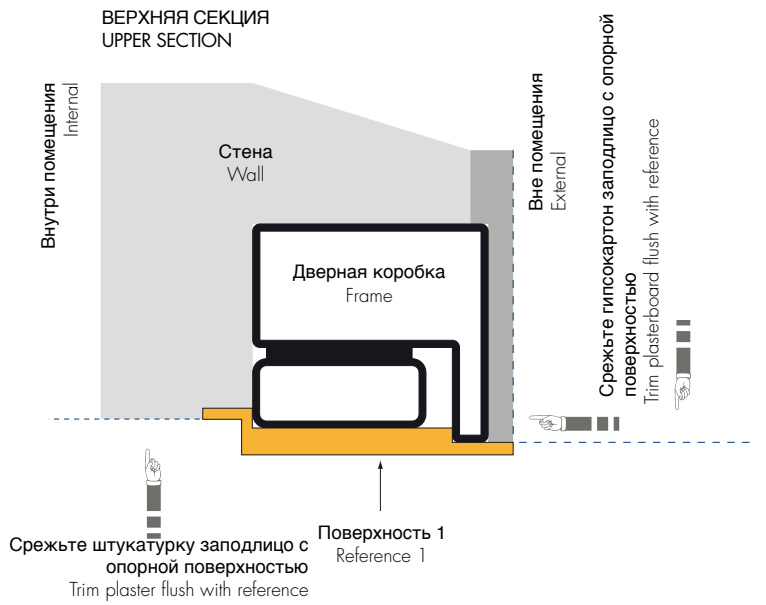 ВЕРХНЯЯ СЕКЦИЯ
UPPER SECTION
Внутри помещения
Internal
Стена
Wall
Вне помещения
External
Срежьте гипсокартон заподлицо с опорной
поверхностью
Trim plasterboard flush with reference
Дверная коробка
Frame
Срежьте штукатурку заподлицо с
опорной поверхностью
Trim plaster flush with reference
Поверхность 1
Reference 1